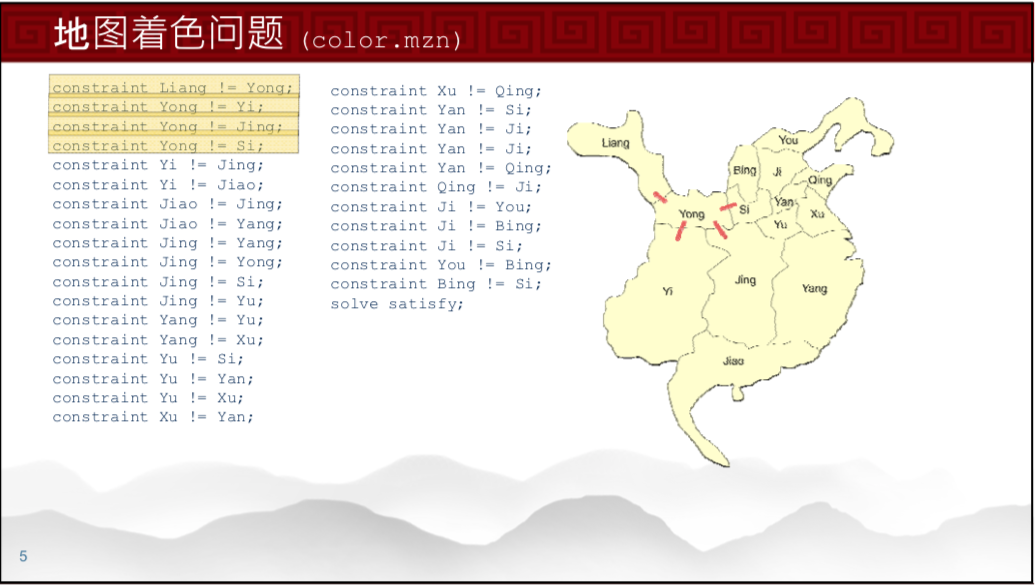 地图着色问题 (color.mzn)
constraint Liang != Yong;
constraint Yong != Yi;
constraint Yong != Jing;
constraint Yong != Si;
constraint Yi != Jing;
constraint Yi != Jiao;
constraint Jiao != Jing;
constraint Jiao != Yang;
constraint Jing != Yang;
constraint Jing != Yong;
constraint Jing != Si;
constraint Jing != Yu;
constraint Yang != Yu;
constraint Yang != Xu;
constraint Yu != Si;
constraint Yu != Yan;
constraint Yu != Xu;
constraint Xu != Yan;
constraint Xu != Qing;
constraint Yan != Si;
constraint Yan != Ji;
constraint Yan != Ji;
constraint Yan != Qing;
constraint Qing != Ji;
constraint Ji != You;
constraint Ji != Bing;
constraint Ji != Si;
constraint You != Bing;
constraint Bing != Si;
solve satisfy;
Liang
You
Bing
Ji
Qing
Yan
Si
Xu
Yong
Yu
Yi
Jing
Yang
Jiao
5